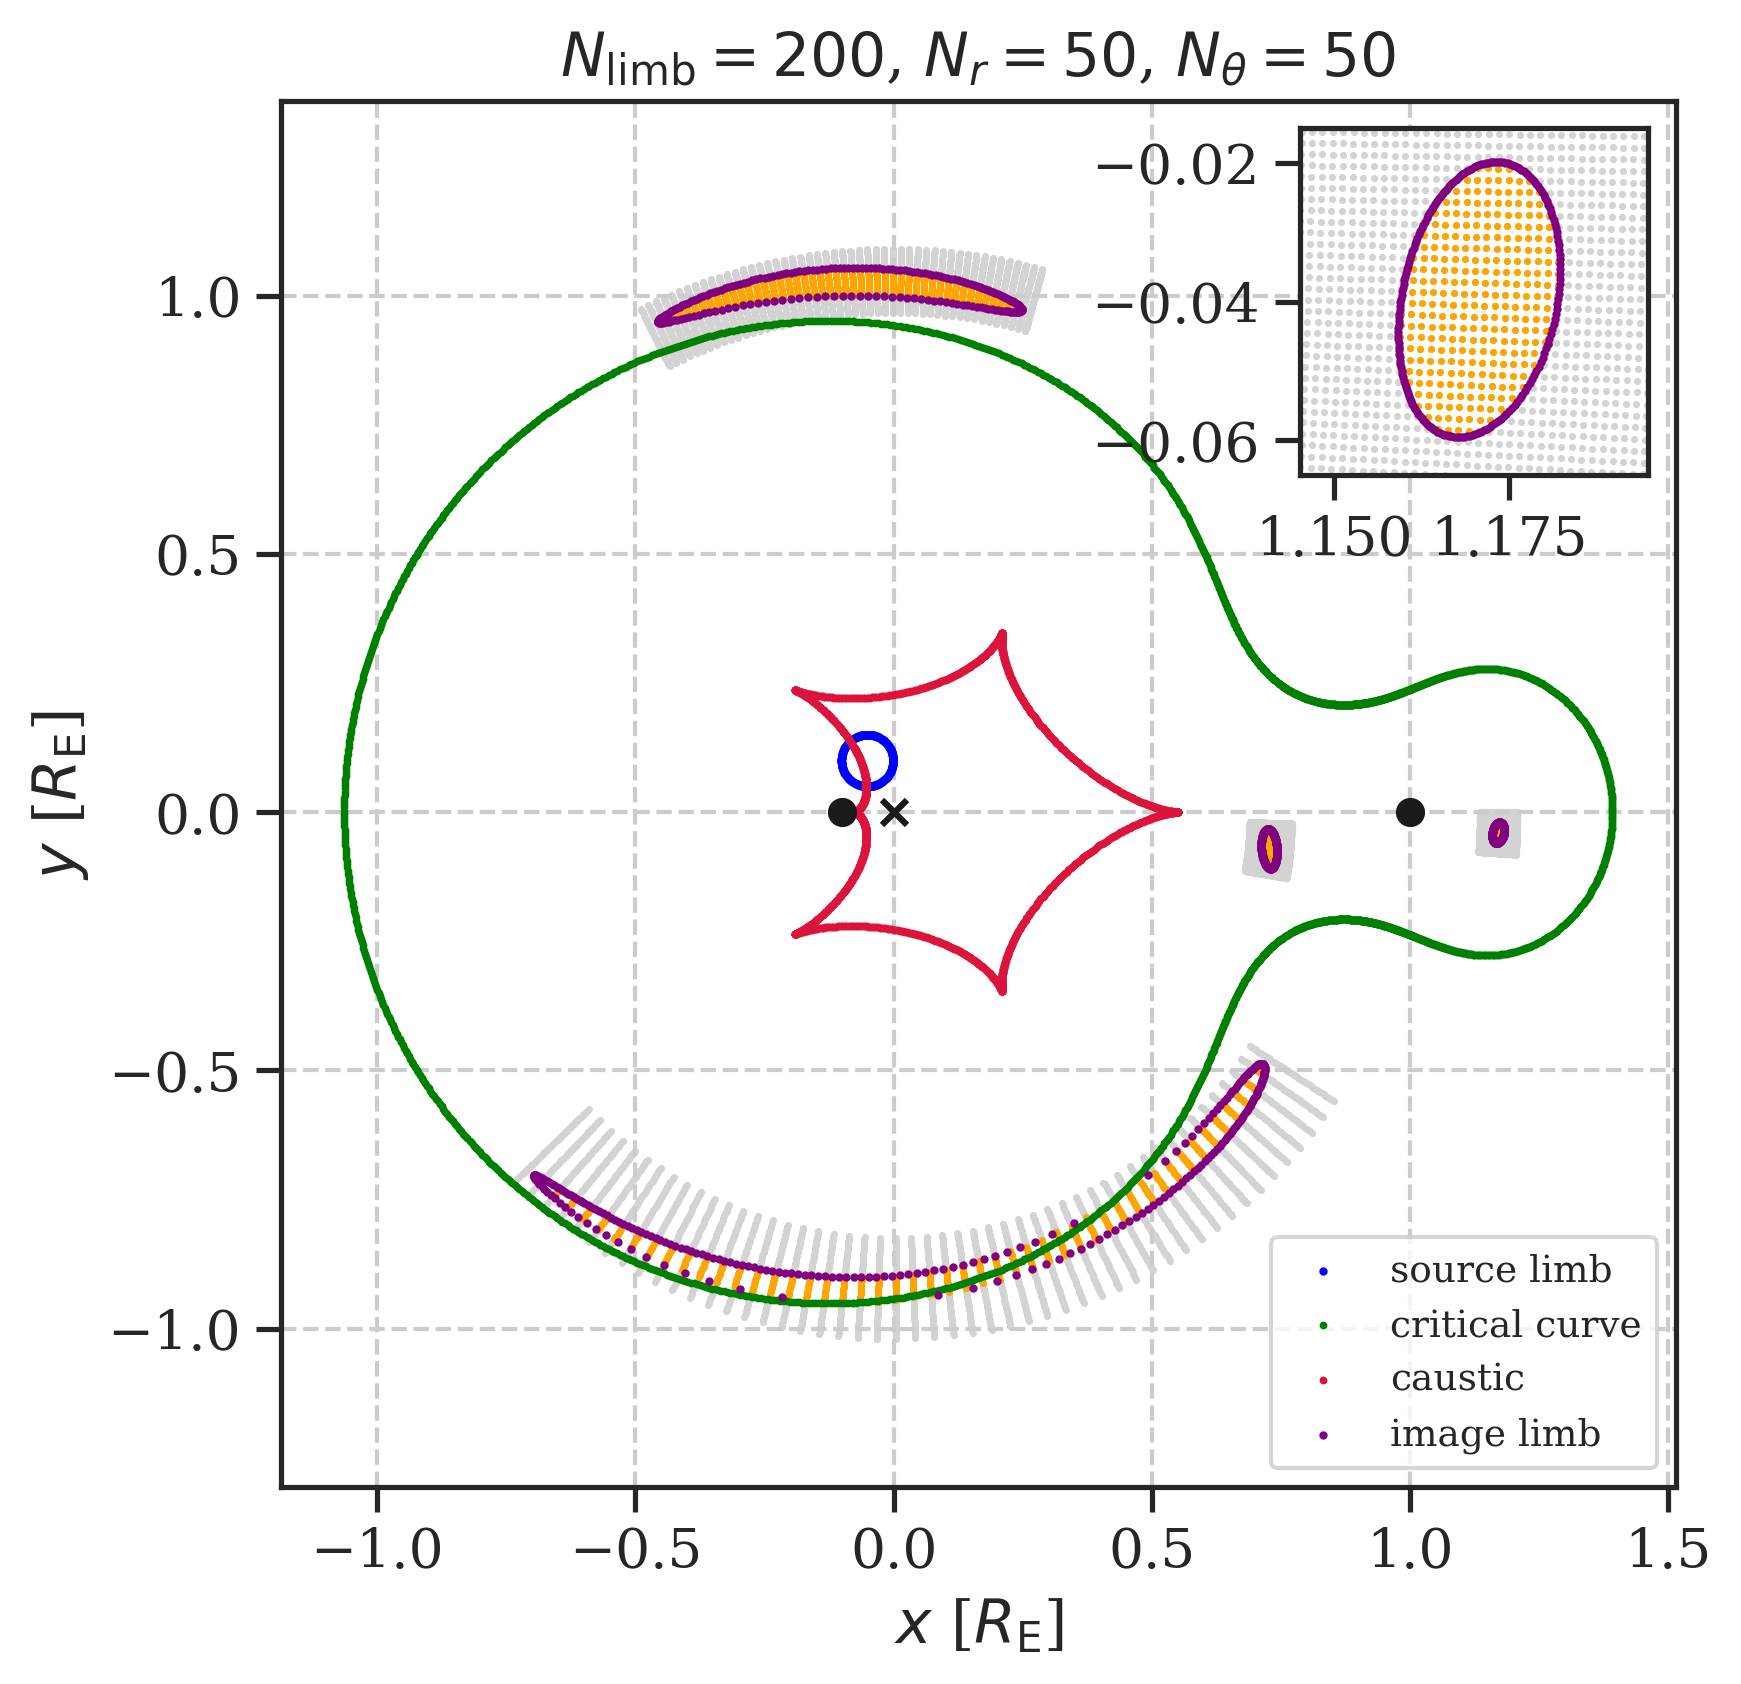 N_limb = 200, N_r = 50, N_θ = 50
−0.02
−0.04
−0.06
1.150 1.175
1.0
0.5
0.0
−0.5
−1.0
y [R_E]
source limb
critical curve
caustic
image limb
−1.0 −0.5 0.0 0.5 1.0 1.5
x [R_E]